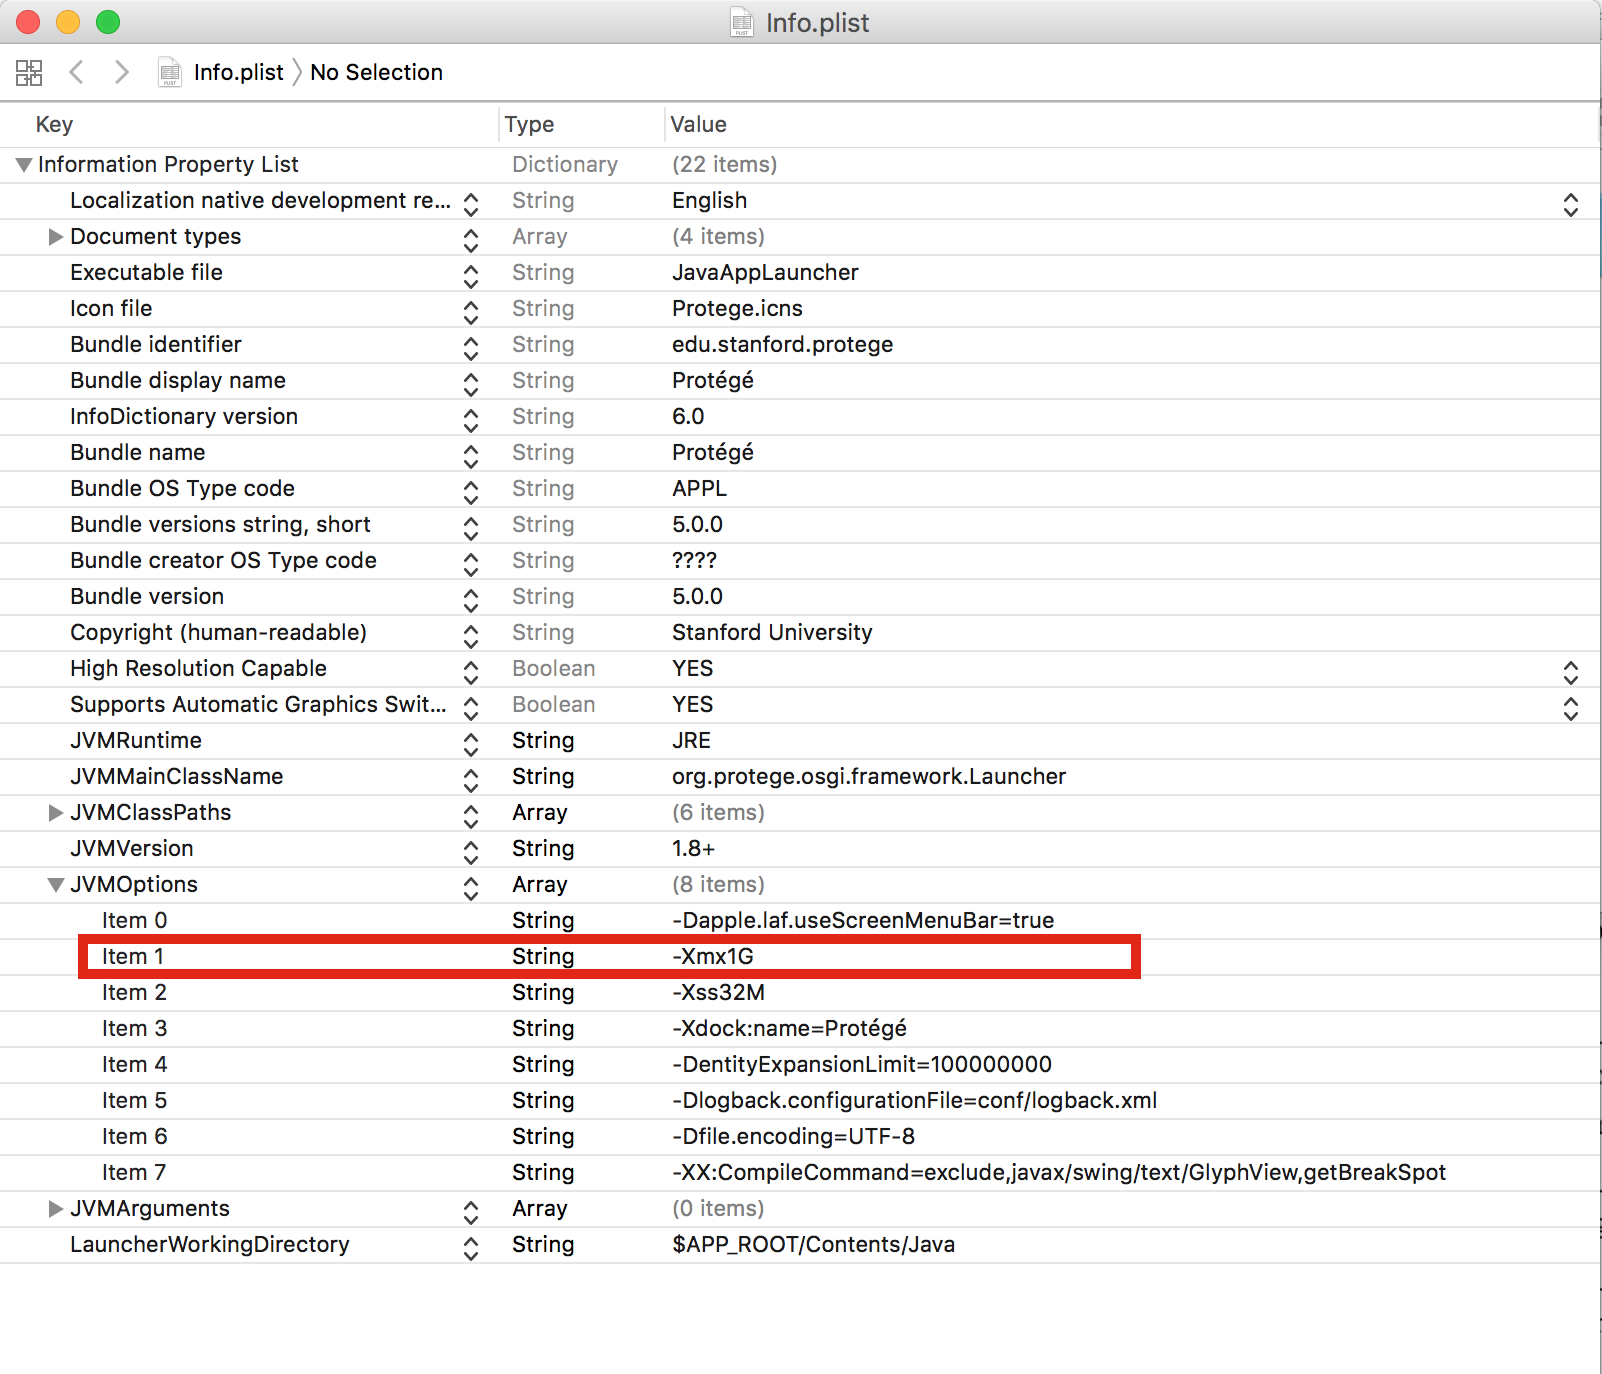 Info.plist
Info.plist No Selection
Key Type Value
Information Property List Dictionary (22 items)
Localization native development re... String English
Document types Array (4 items)
Executable file String JavaAppLauncher
Icon file String Protege.icns
Bundle identifier String edu.stanford.protege
Bundle display name String Protégé
InfoDictionary version String 6.0
Bundle name String Protégé
Bundle OS Type code String APPL
Bundle versions string, short String 5.0.0
Bundle creator OS Type code String ????
Bundle version String 5.0.0
Copyright (human-readable) String Stanford University
High Resolution Capable Boolean YES
Supports Automatic Graphics Swit... Boolean YES
JVMRuntime String JRE
JVMMainClassName String org.protege.osgi.framework.Launcher
JVMClassPaths Array (6 items)
JVMVersion String 1.8+
JVMOptions Array (8 items)
Item 0 String -Dapple.laf.useScreenMenuBar=true
Item 1 String -Xmx1G
Item 2 String -Xss32M
Item 3 String -Xdock:name=Protégé
Item 4 String -DentityExpansionLimit=100000000
Item 5 String -Dlogback.configurationFile=conf/logback.xml
Item 6 String -Dfile.encoding=UTF-8
Item 7 String -XX:CompileCommand=exclude,javax/swing/text/GlyphView,getBreakSpot
JVMArguments Array (0 items)
LauncherWorkingDirectory String $APP_ROOT/Contents/Java